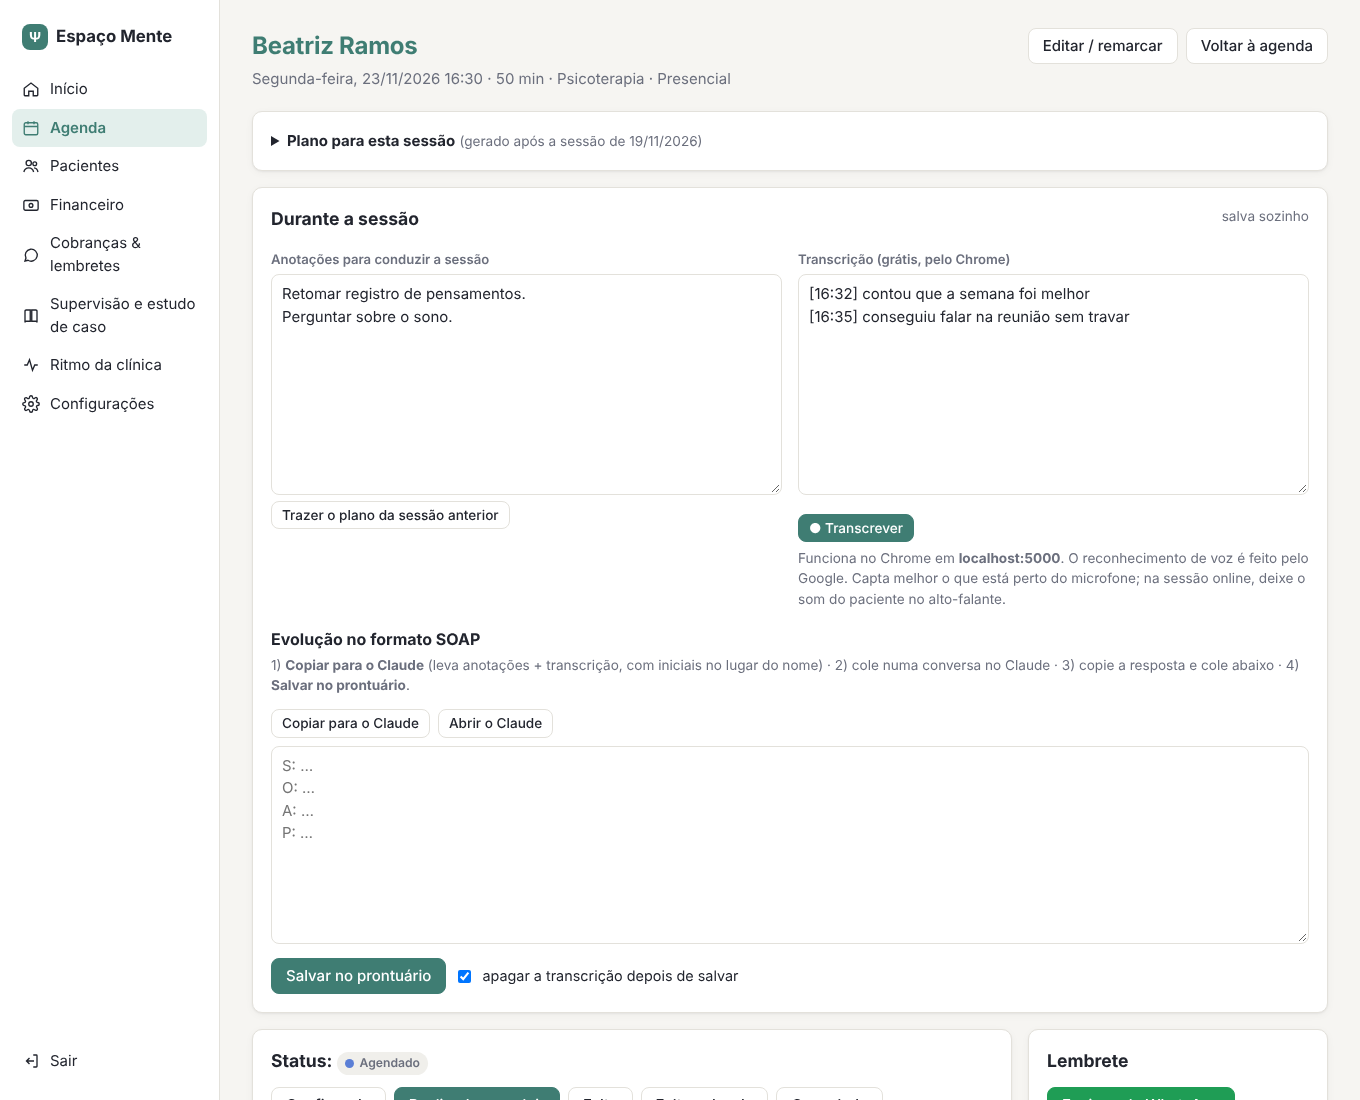 Ψ Espaço Mente
Início
Agenda
Pacientes
Financeiro
Cobranças &
lembretes
Supervisão e estudo
de caso
Ritmo da clínica
Configurações
Sair
Beatriz Ramos
Segunda-feira, 23/11/2026 16:30 · 50 min · Psicoterapia · Presencial
Editar / remarcar
Voltar à agenda
Plano para esta sessão (gerado após a sessão de 19/11/2026)
Durante a sessão
salva sozinho
Anotações para conduzir a sessão
Retomar registro de pensamentos.
Perguntar sobre o sono.
Trazer o plano da sessão anterior
Transcrição (grátis, pelo Chrome)
[16:32] contou que a semana foi melhor
[16:35] conseguiu falar na reunião sem travar
Transcrever
Funciona no Chrome em localhost:5000. O reconhecimento de voz é feito pelo
Google. Capta melhor o que está perto do microfone; na sessão online, deixe o
som do paciente no alto-falante.
Evolução no formato SOAP
1) Copiar para o Claude (leva anotações + transcrição, com iniciais no lugar do nome) · 2) cole numa conversa no Claude · 3) copie a resposta e cole abaixo · 4)
Salvar no prontuário.
Copiar para o Claude
Abrir o Claude
S: ...
O: ...
A: ...
P: ...
Salvar no prontuário
apagar a transcrição depois de salvar
Status: Agendado
Lembrete